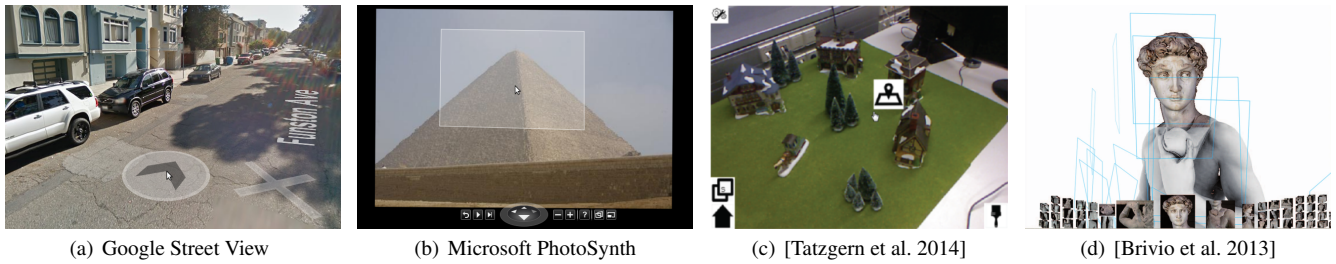 Funston Ave
(a) Google Street View
(b) Microsoft PhotoSynth
(c) [Tatzgern et al. 2014]
(d) [Brivio et al. 2013]